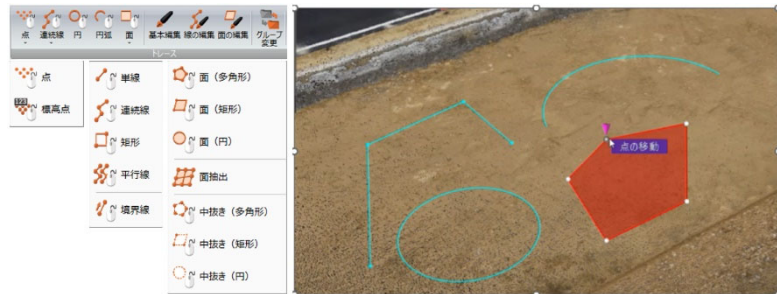 点 連続線 円 円弧 面 基本編集 線の編集 面の編集 グループ変更
トレース
点
標高点
単線
連続線
矩形
平行線
境界線
面（多角形）
面（矩形）
面（円）
面抽出
中抜き（多角形）
中抜き（矩形）
中抜き（円）
点の移動